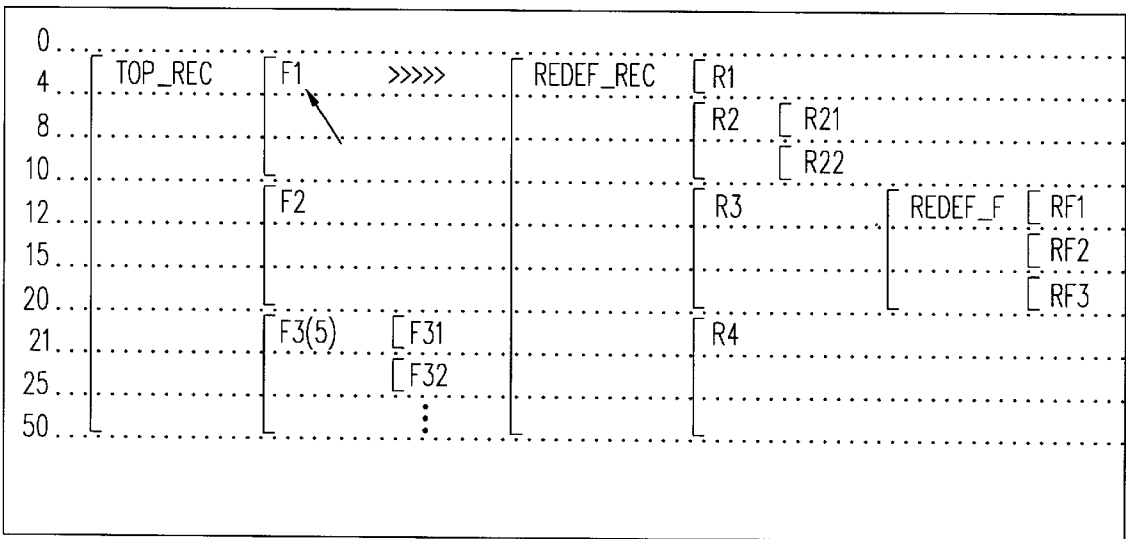 0
4 TOP_REC F1 >>>>> REDEF_REC R1
8 R2 R21
10 R22
12 F2 R3 REDEF_F RF1
15 RF2
20 RF3
21 F3(5) F31 R4
25 F32
50